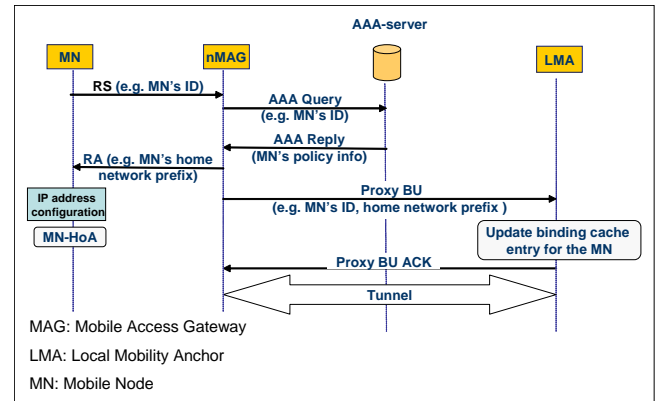 AAA-server
MN
nMAG
LMA
RS (e.g. MN's ID)
AAA Query
(e.g. MN's ID)
AAA Reply
(MN's policy info)
RA (e.g. MN's home
network prefix)
IP address
configuration
Proxy BU
(e.g. MN's ID, home network prefix )
MN-HoA
Update binding cache
entry for the MN
Proxy BU ACK
Tunnel
MAG: Mobile Access Gateway
LMA: Local Mobility Anchor
MN: Mobile Node